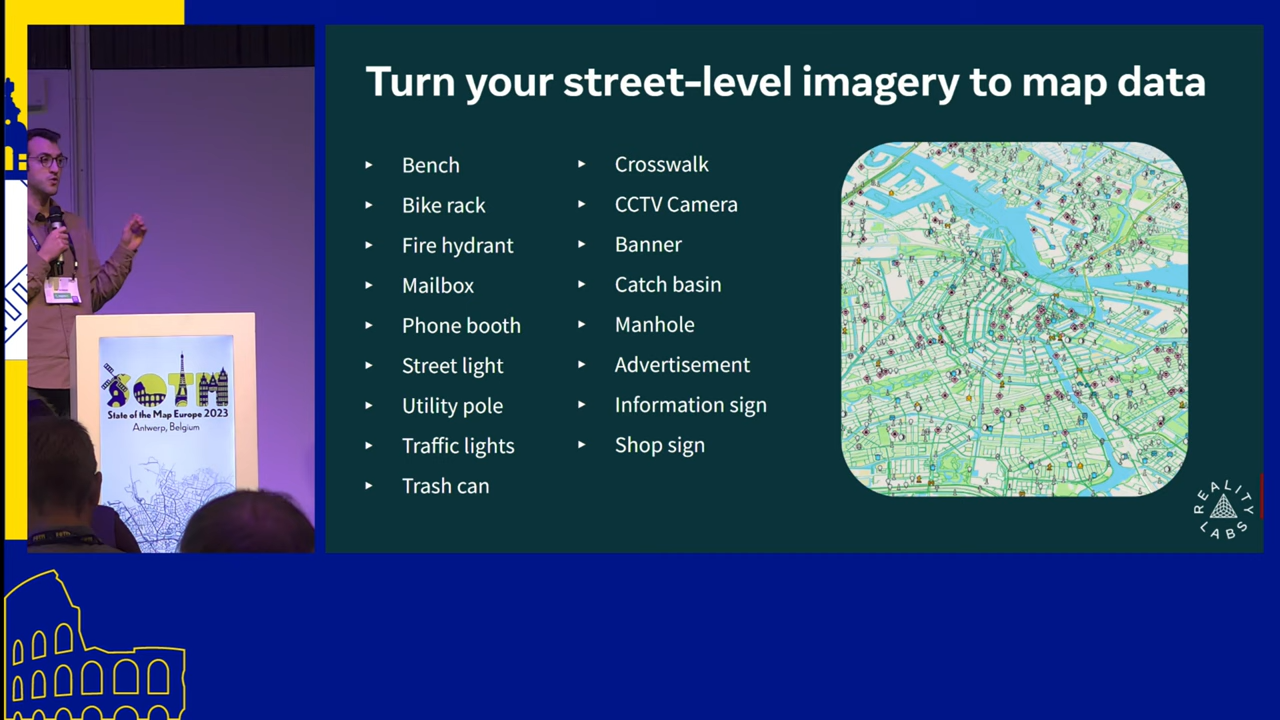 Turn your street-level imagery to map data
Bench
Bike rack
Fire hydrant
Mailbox
Phone booth
Street light
Utility pole
Traffic lights
Trash can
Crosswalk
CCTV Camera
Banner
Catch basin
Manhole
Advertisement
Information sign
Shop sign
REALITY LABS
SOTM
State of the Map Europe 2023
Antwerp, Belgium